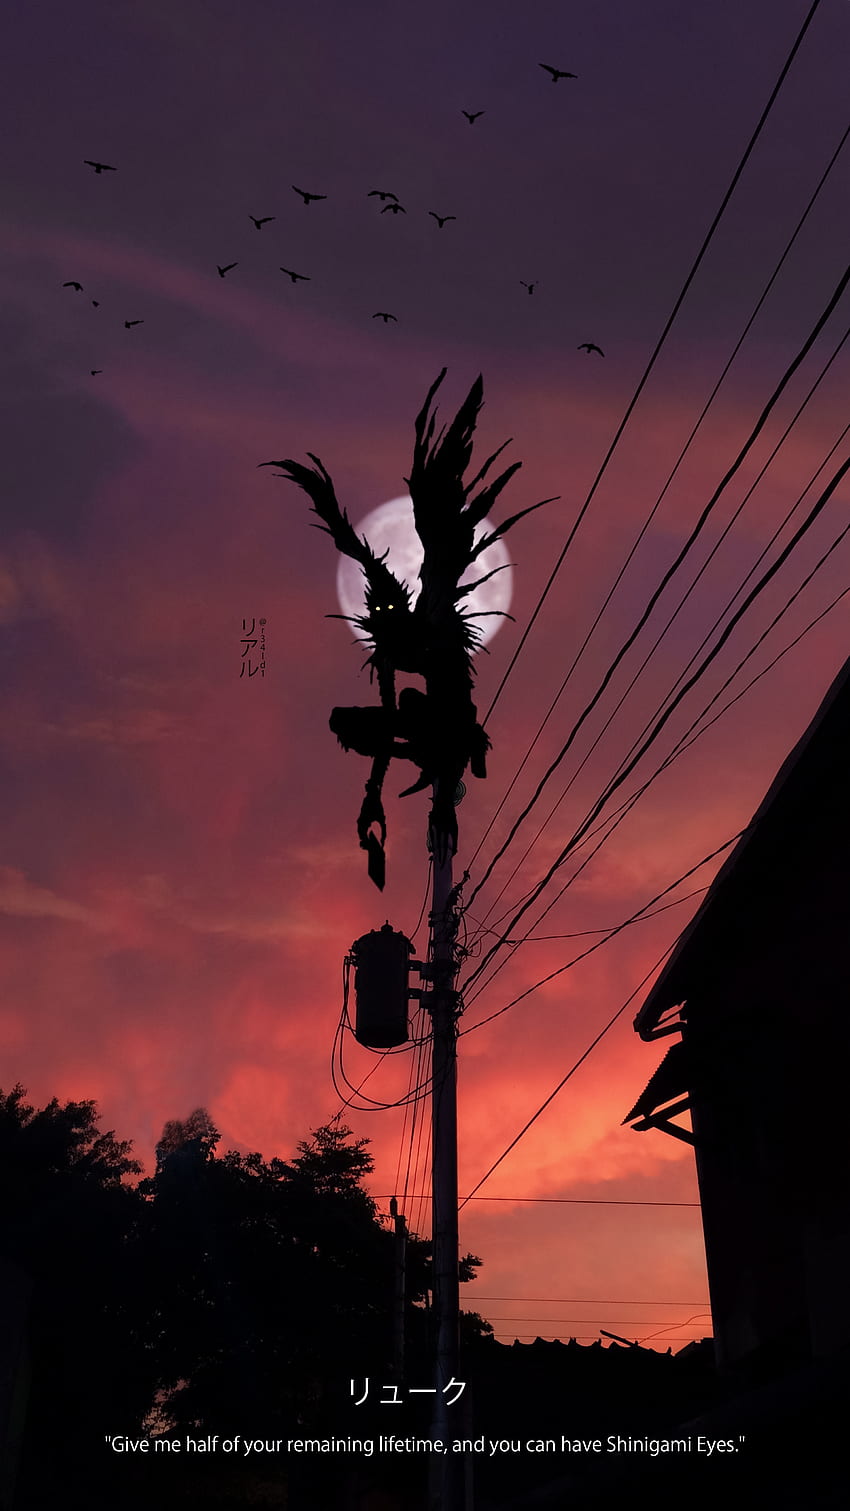 リアル
@r34ld1
リューク
"Give me half of your remaining lifetime, and you can have Shinigami Eyes."